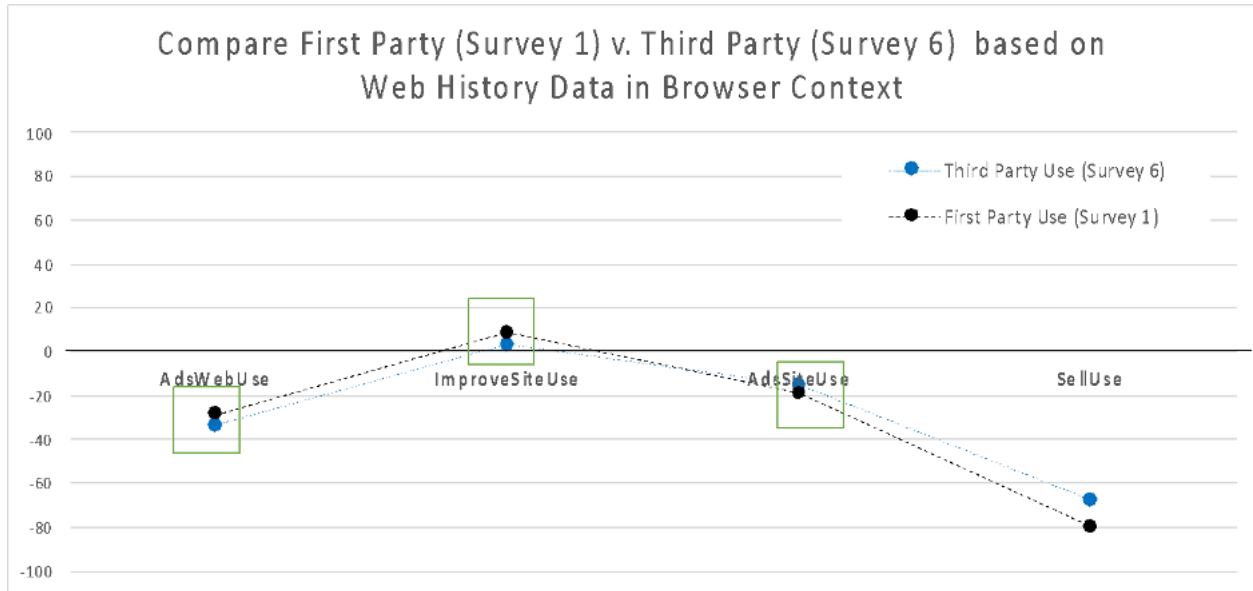 Compare First Party (Survey 1) v. Third Party (Survey 6) based on
Web History Data in Browser Context
100
80
60
40
20
0
-20
-40
-60
-80
-100
Third Party Use (Survey 6)
First Party Use (Survey 1)
AdsWebUse
ImproveSiteUse
AdsSiteUse
SellUse